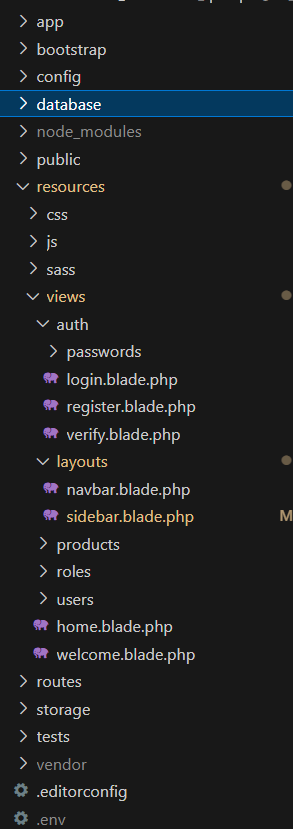 app
bootstrap
config
database
node_modules
public
resources
css
js
sass
views
auth
passwords
login.blade.php
register.blade.php
verify.blade.php
layouts
navbar.blade.php
sidebar.blade.php M
products
roles
users
home.blade.php
welcome.blade.php
routes
storage
tests
vendor
.editorconfig
.env